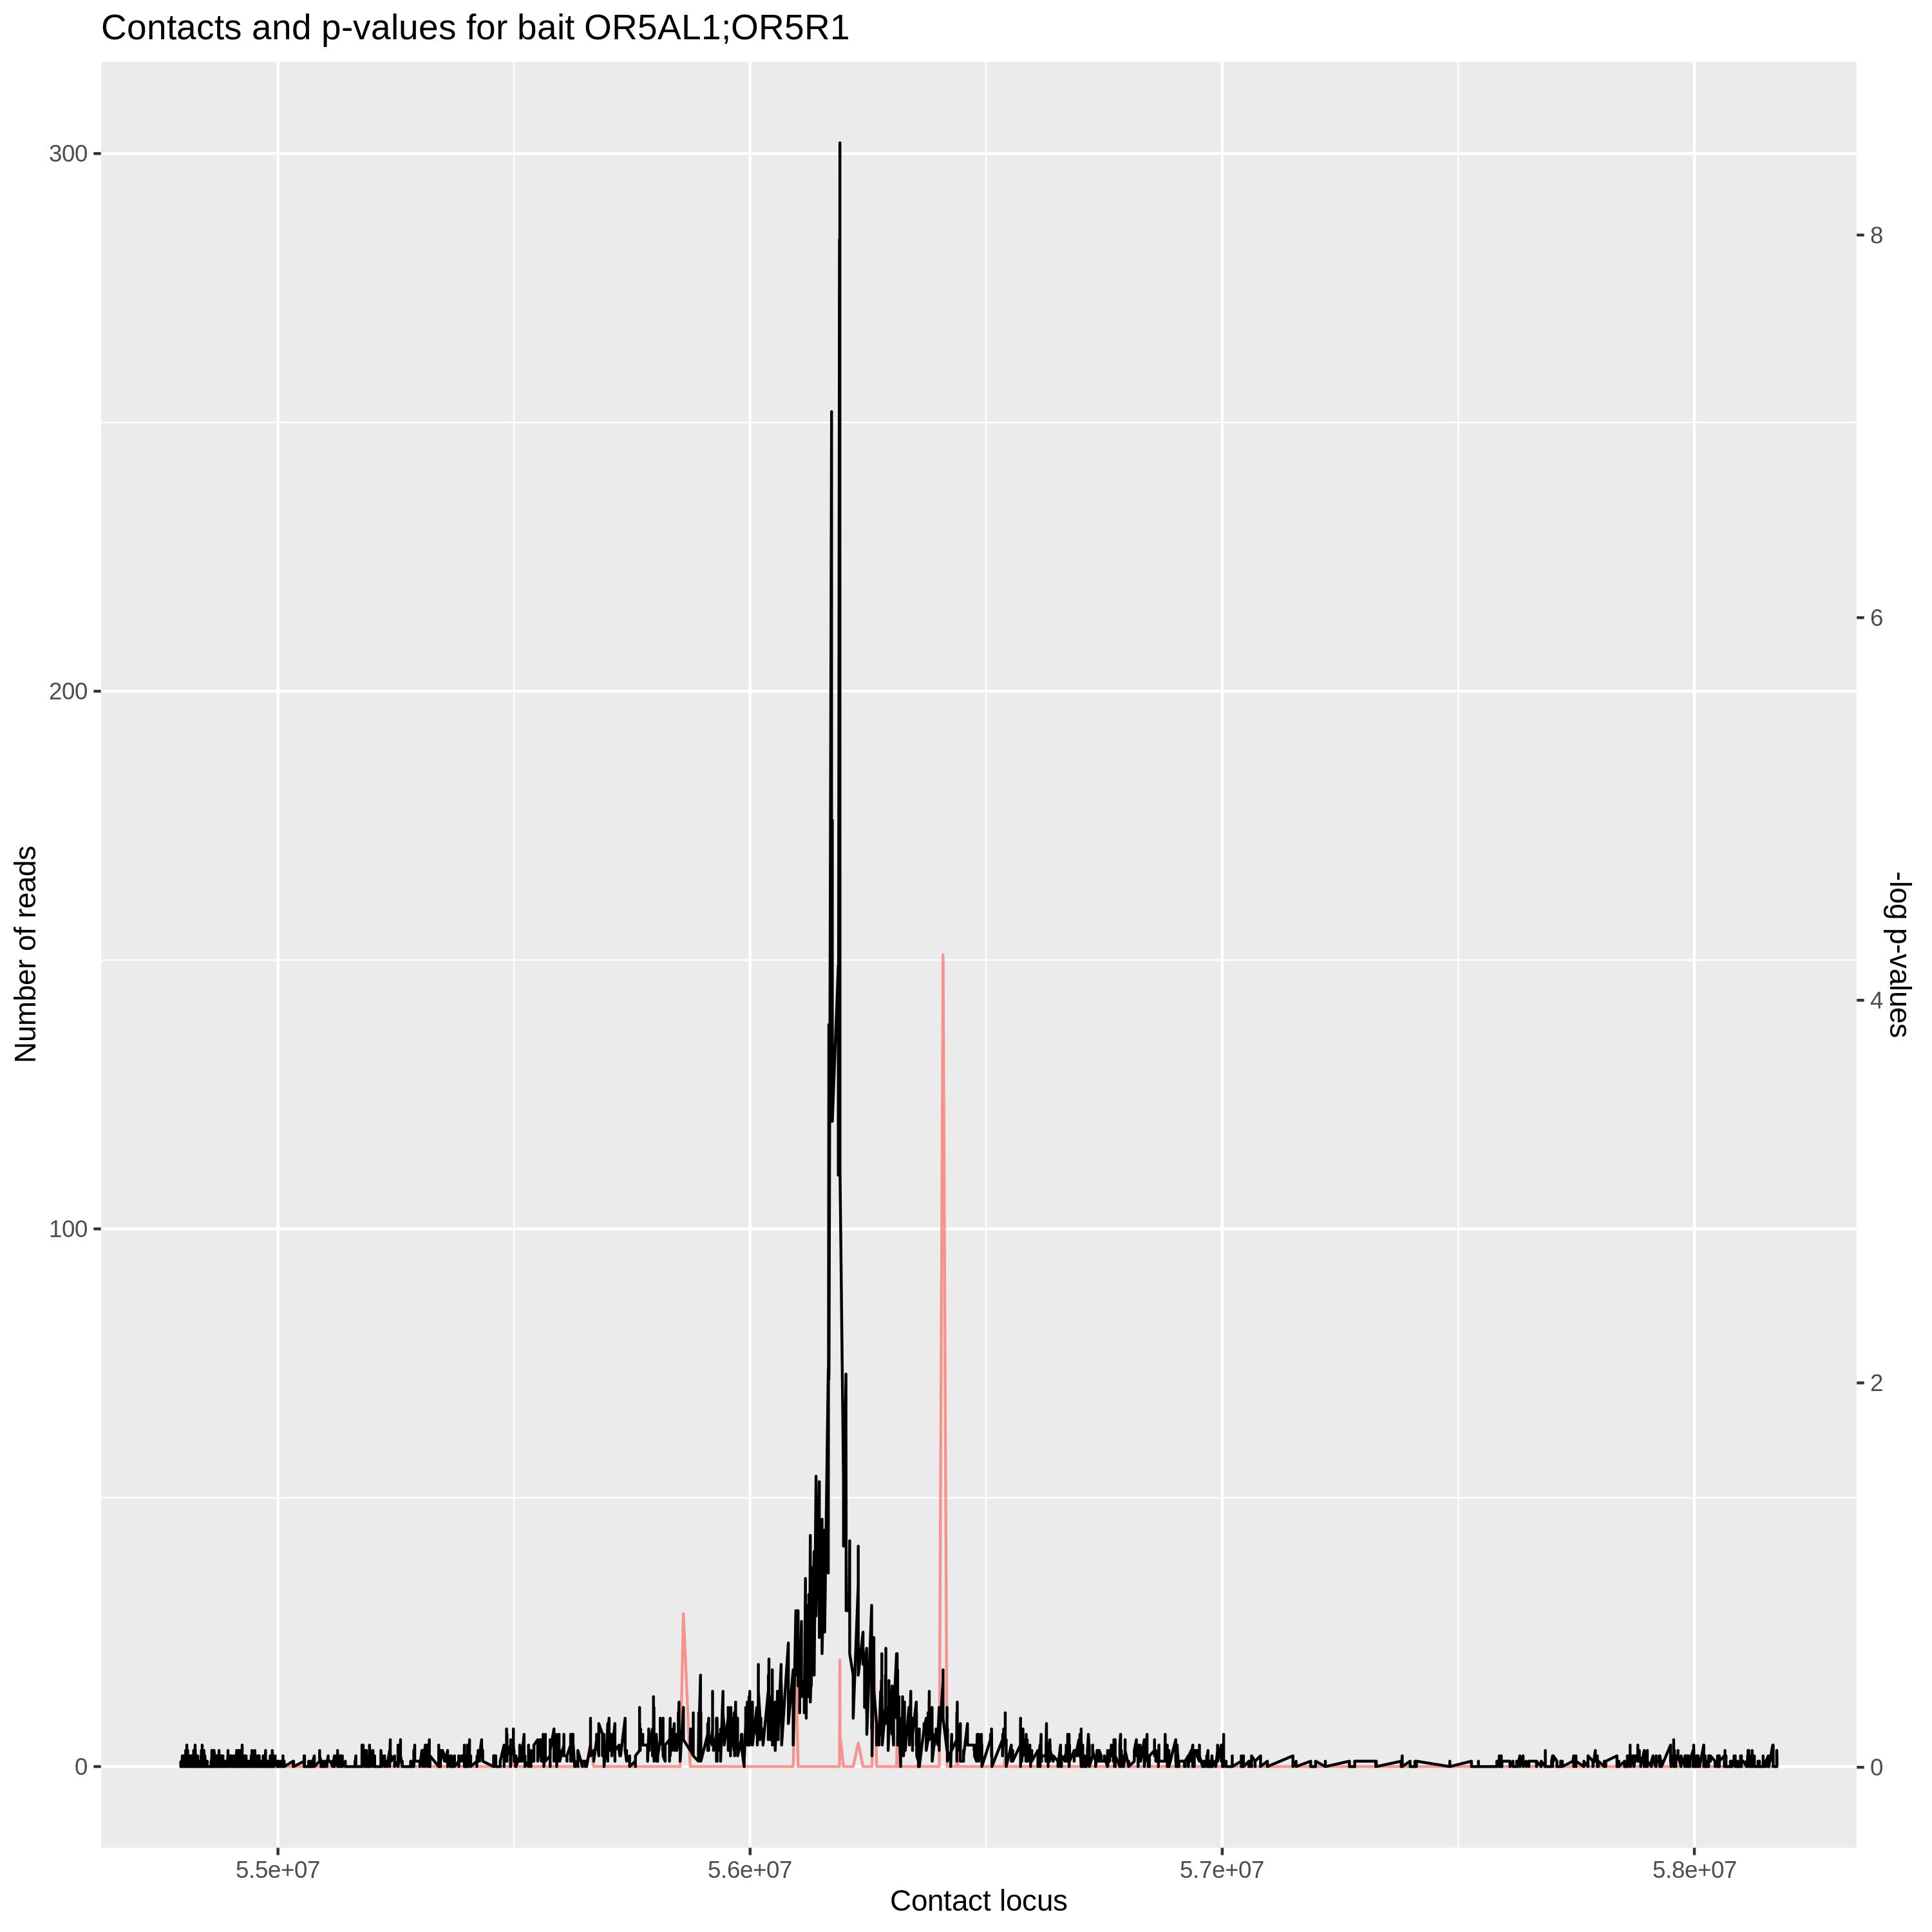 Contacts and p-values for bait OR5AL1;OR5R1
300
200
100
0
Number of reads
8
6
4
2
0
-log p-values
5.5e+07 5.6e+07 5.7e+07 5.8e+07
Contact locus